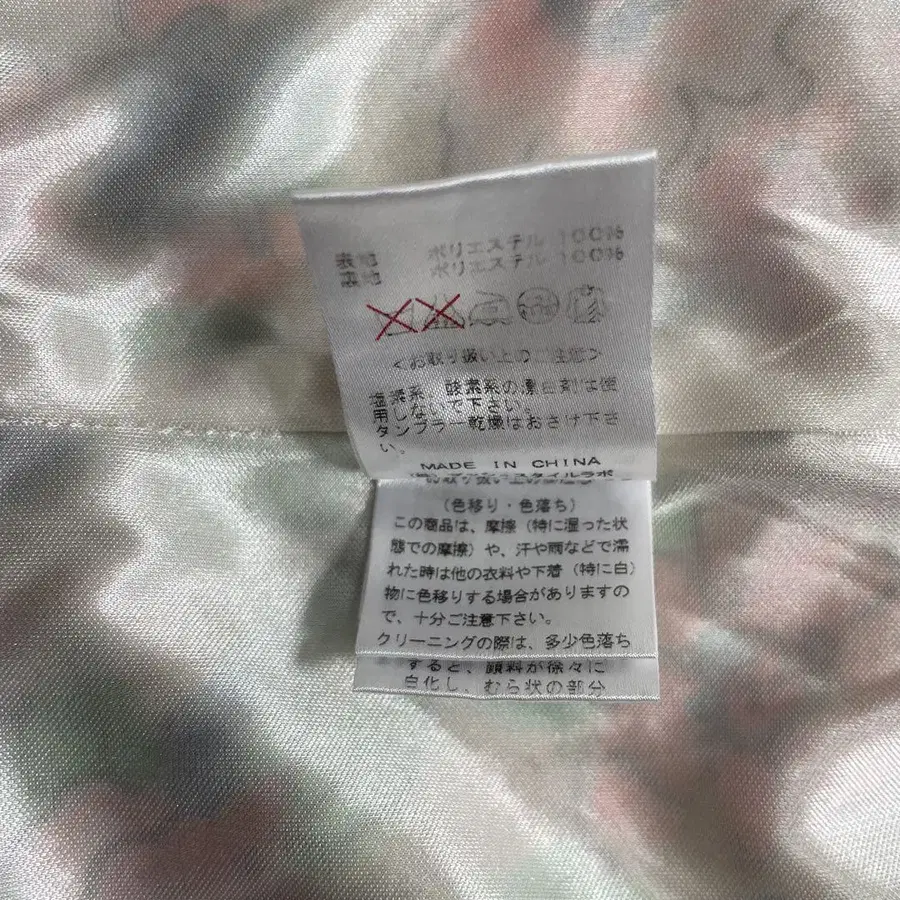 表地 ポリエステル 100%
裏地 ポリエステル 100%
<お取り扱い上のご注意>
塩素系、酸素系の漂白剤は使
用しないで下さい。
タンブラー乾燥はおさけ下さ
い。
MADE IN CHINA
(色移り・色落ち)
この商品は、摩擦(特に湿った状
態での摩擦)や、汗や雨などで濡
れた時は他の衣料や下着(特に白)
物に色移りする場合がありますの
で、十分ご注意下さい。
クリーニングの際は、多少色落ち
すると、顔料が徐々に
白化し、むら状の部分